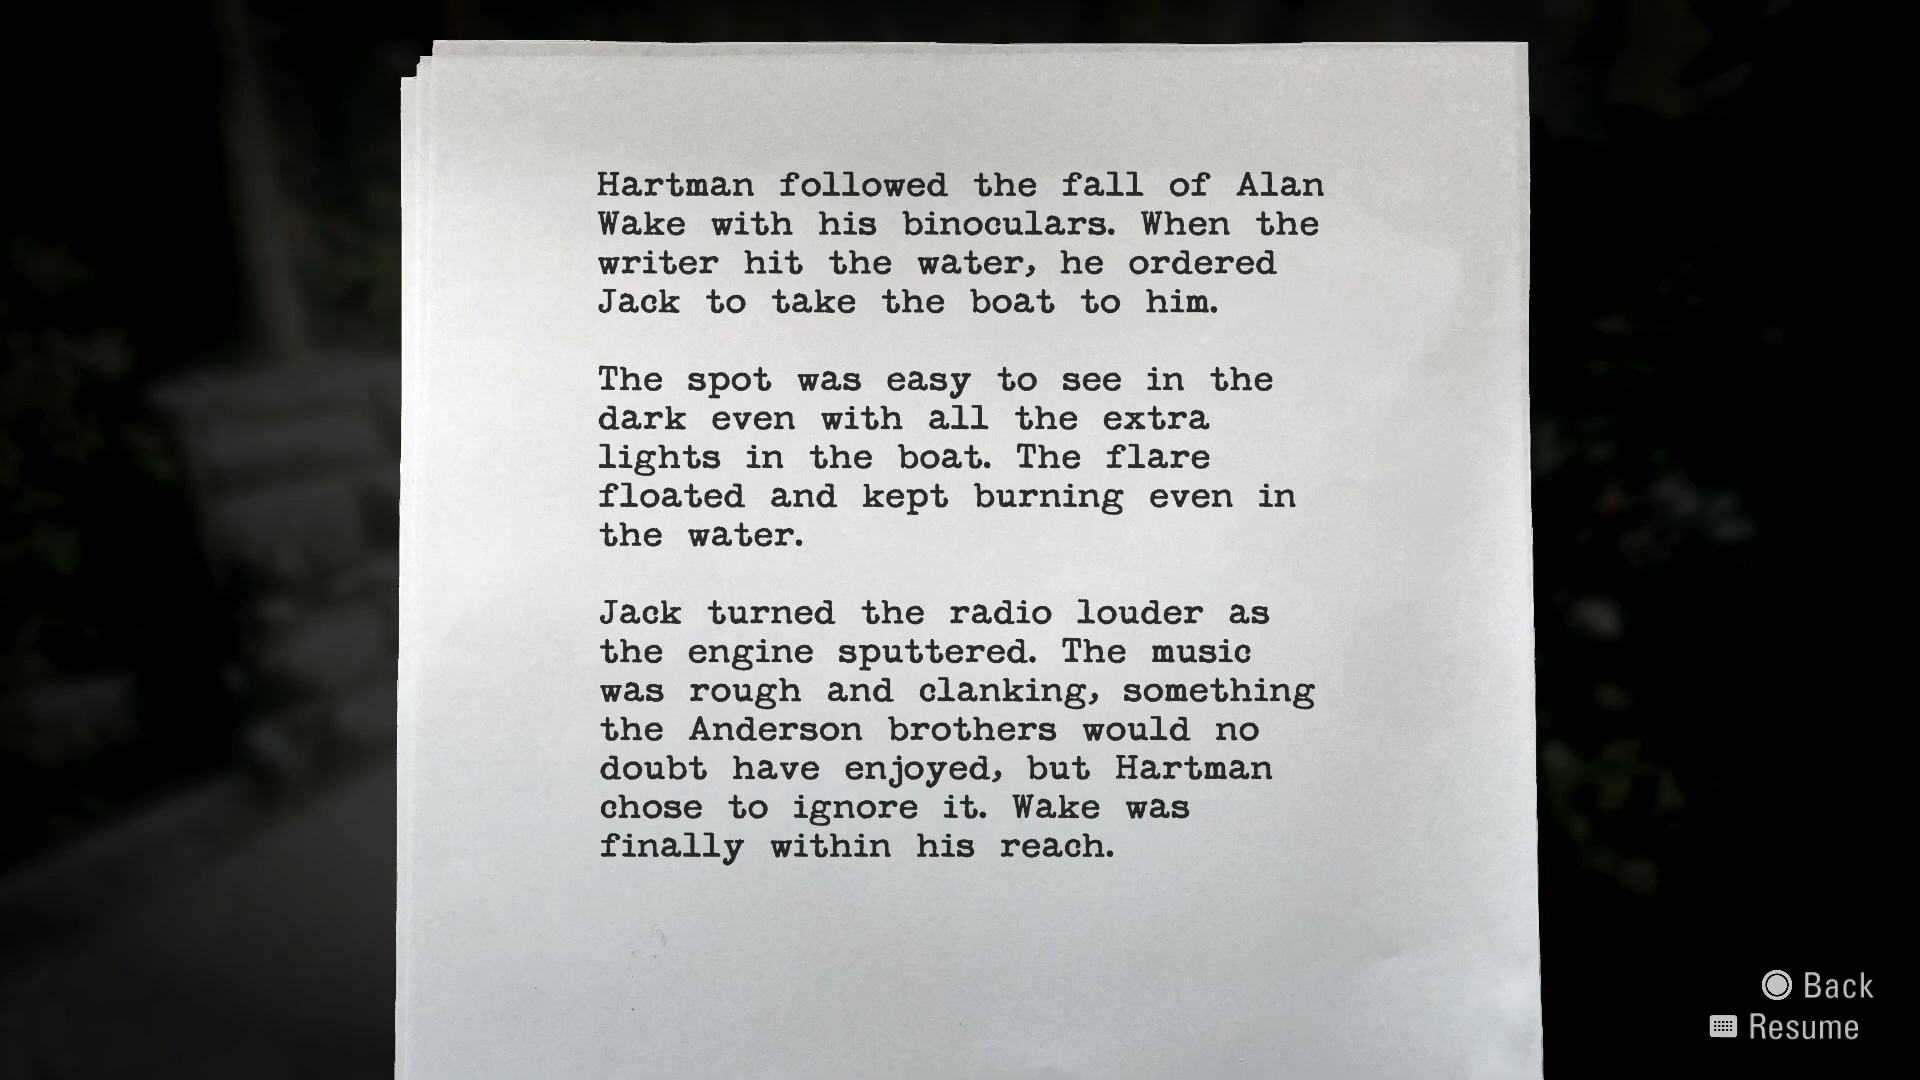 Hartman followed the fall of Alan
Wake with his binoculars. When the
writer hit the water, he ordered
Jack to take the boat to him.
The spot was easy to see in the
dark even with all the extra
lights in the boat. The flare
floated and kept burning even in
the water.
Jack turned the radio louder as
the engine sputtered. The music
was rough and clanking, something
the Anderson brothers would no
doubt have enjoyed, but Hartman
chose to ignore it. Wake was
finally within his reach.
Back
Resume